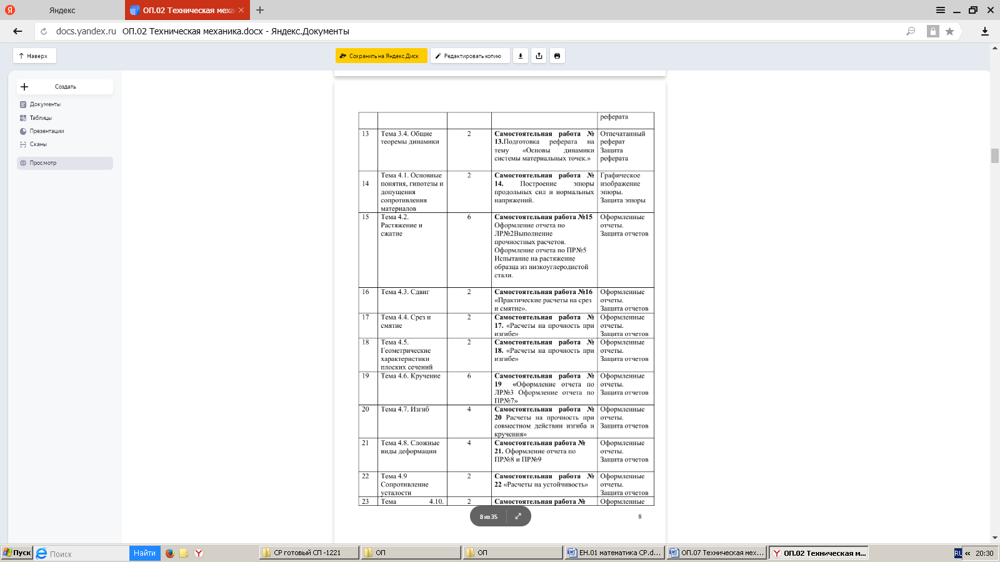 Яндекс
ОП.02 Техническая меха
docs.yandex.ru ОП.02 Техническая механика.docx - Яндекс.Документы
Наверх
Сохранить на Яндекс.Диск
Редактировать копию
Создать
Документы
Таблицы
Презентации
Сканы
Просмотр
реферата
13
Тема 3.4. Общие
теоремы динамики
2
Самостоятельная работа №
13.Подготовка реферата на
тему «Основы динамики
системы материальных точек.»
Отпечатанный
реферат
Защита
реферата
14
Тема 4.1. Основные
понятия, гипотезы и
допущения
сопротивления
материалов
2
Самостоятельная работа №
14. Построение эпюры
продольных сил и нормальных
напряжений.
Графическое
изображение
эпюры.
Защита эпюры
15
Тема 4.2.
Растяжение и
сжатие
6
Самостоятельная работа №15
Оформление отчета по
ЛР№2Выполнение
прочностных расчетов.
Оформление отчета по ПР№5
Испытание на растяжение
образца из низкоуглеродистой
стали.
Оформленные
отчеты.
Защита отчетов
16
Тема 4.3. Сдвиг
2
Самостоятельная работа №16
«Практические расчеты на срез
и смятие».
Оформленные
отчеты.
Защита отчетов
17
Тема 4.4. Срез и
смятие
2
Самостоятельная работа №
17. «Расчеты на прочность при
изгибе»
Оформленные
отчеты.
Защита отчетов
18
Тема 4.5.
Геометрические
характеристики
плоских сечений
2
Самостоятельная работа №
18. «Расчеты на прочность при
изгибе»
Оформленные
отчеты.
Защита отчетов
19
Тема 4.6. Кручение
6
Самостоятельная работа №
19 «Оформление отчета по
ЛР№3 Оформление отчета по
ПР№7»
Оформленные
отчеты.
Защита отчетов
20
Тема 4.7. Изгиб
4
Самостоятельная работа №
20 Расчеты на прочность при
совместном действии изгиба и
кручения»
Оформленные
отчеты.
Защита отчетов
21
Тема 4.8. Сложные
виды деформации
4
Самостоятельная работа №
21. Оформление отчета по
ПР№8 и ПР№9
Оформленные
отчеты.
Защита отчетов
22
Тема 4.9
Сопротивление
усталости
2
Самостоятельная работа №
22 «Расчеты на устойчивость»
Оформленные
отчеты.
Защита отчетов
23
Тема 4.10.
2
Самостоятельная работа №
Оформленные
8 из 35
8
Пуск
Поиск
Найти
СР готовый СП -1221
ОП
ОП
ЕН.01 математика СР.d...
ОП.07 Техническая мех...
ОП.02 Техническая м...
RU
20:30